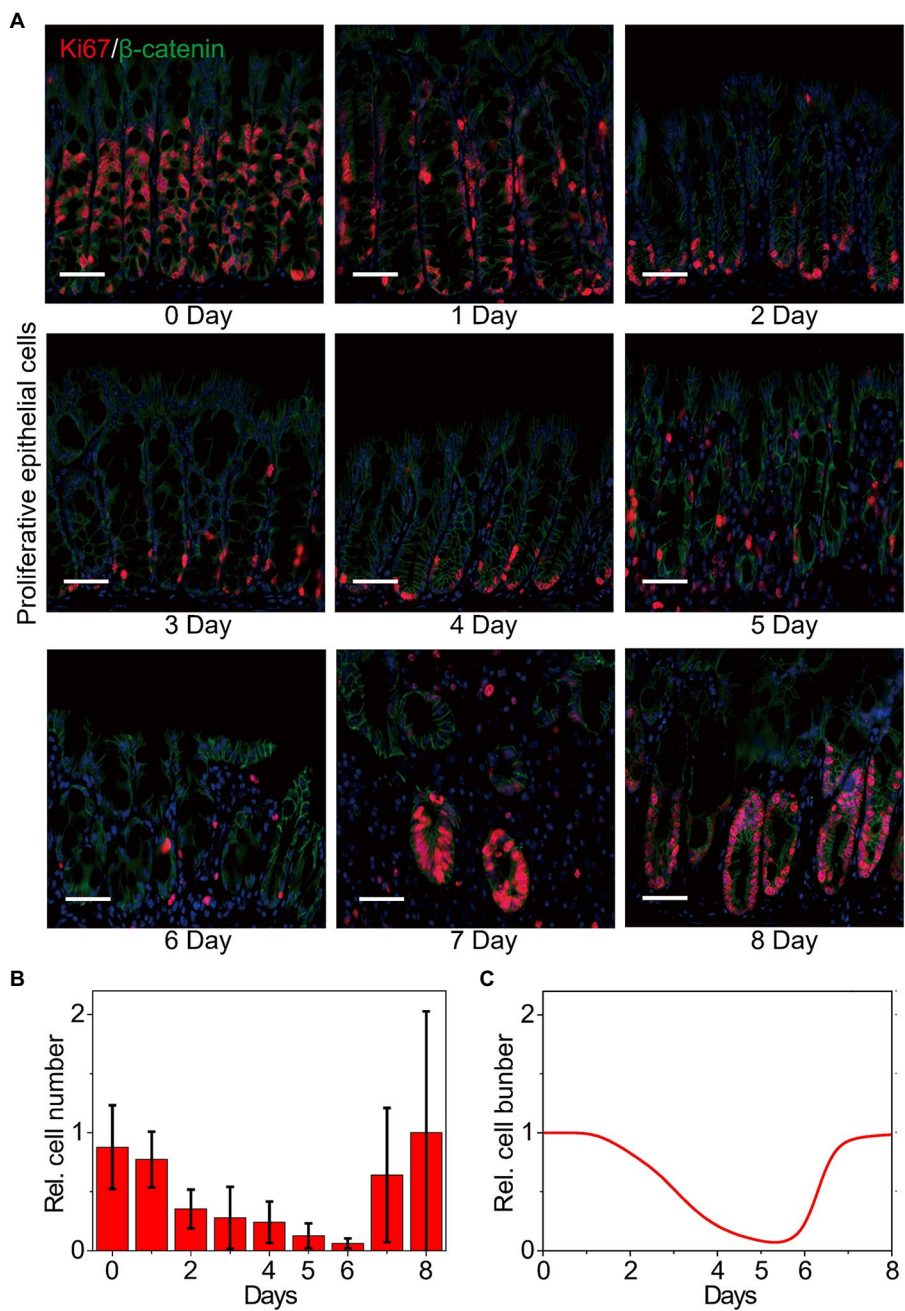 A
Ki67/β-catenin
0 Day
1 Day
2 Day
Proliferative epithelial cells
3 Day
4 Day
5 Day
6 Day
7 Day
8 Day
B
Rel. cell number
2
1
0
0 2 4 5 6 8
Days
C
Rel. cell bunber
2
1
0
0 2 4 5 6 8
Days